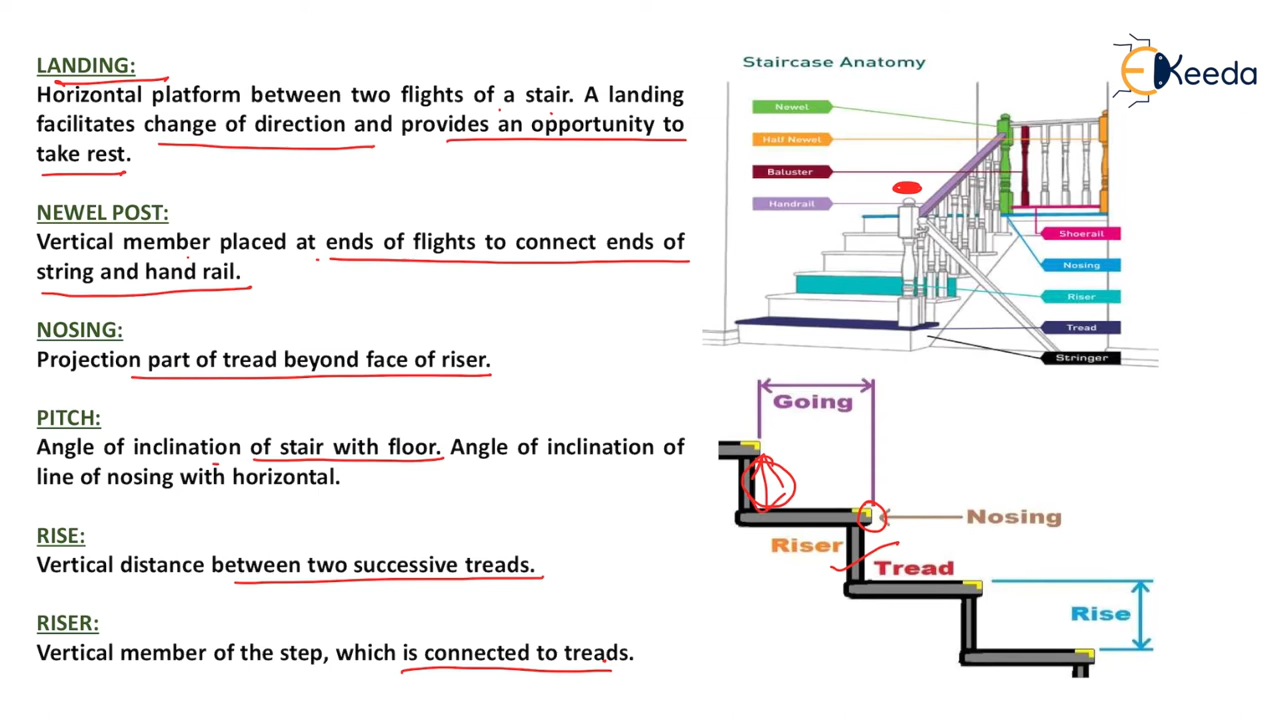 LANDING:
Horizontal platform between two flights of a stair. A landing
facilitates change of direction and provides an opportunity to
take rest.
NEWEL POST:
Vertical member placed at ends of flights to connect ends of
string and hand rail.
NOSING:
Projection part of tread beyond face of riser.
PITCH:
Angle of inclination of stair with floor. Angle of inclination of
line of nosing with horizontal.
RISE:
Vertical distance between two successive treads.
RISER:
Vertical member of the step, which is connected to treads.
Staircase Anatomy
Newel
Half Newel
Baluster
Handrail
Shoerail
Nosing
Riser
Tread
Stringer
Going
Nosing
Riser
Tread
Rise
EKeeda